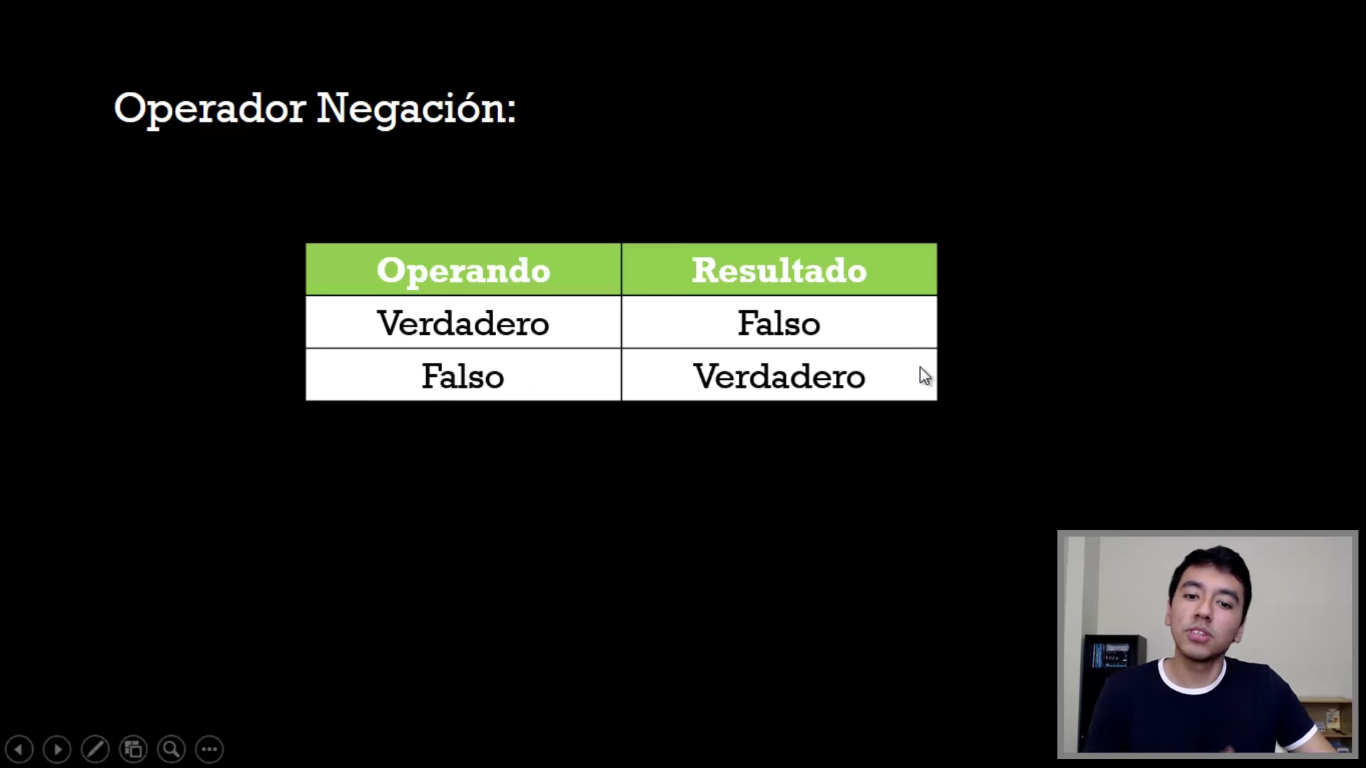 Operador Negación:
Operando Resultado
Verdadero Falso
Falso Verdadero